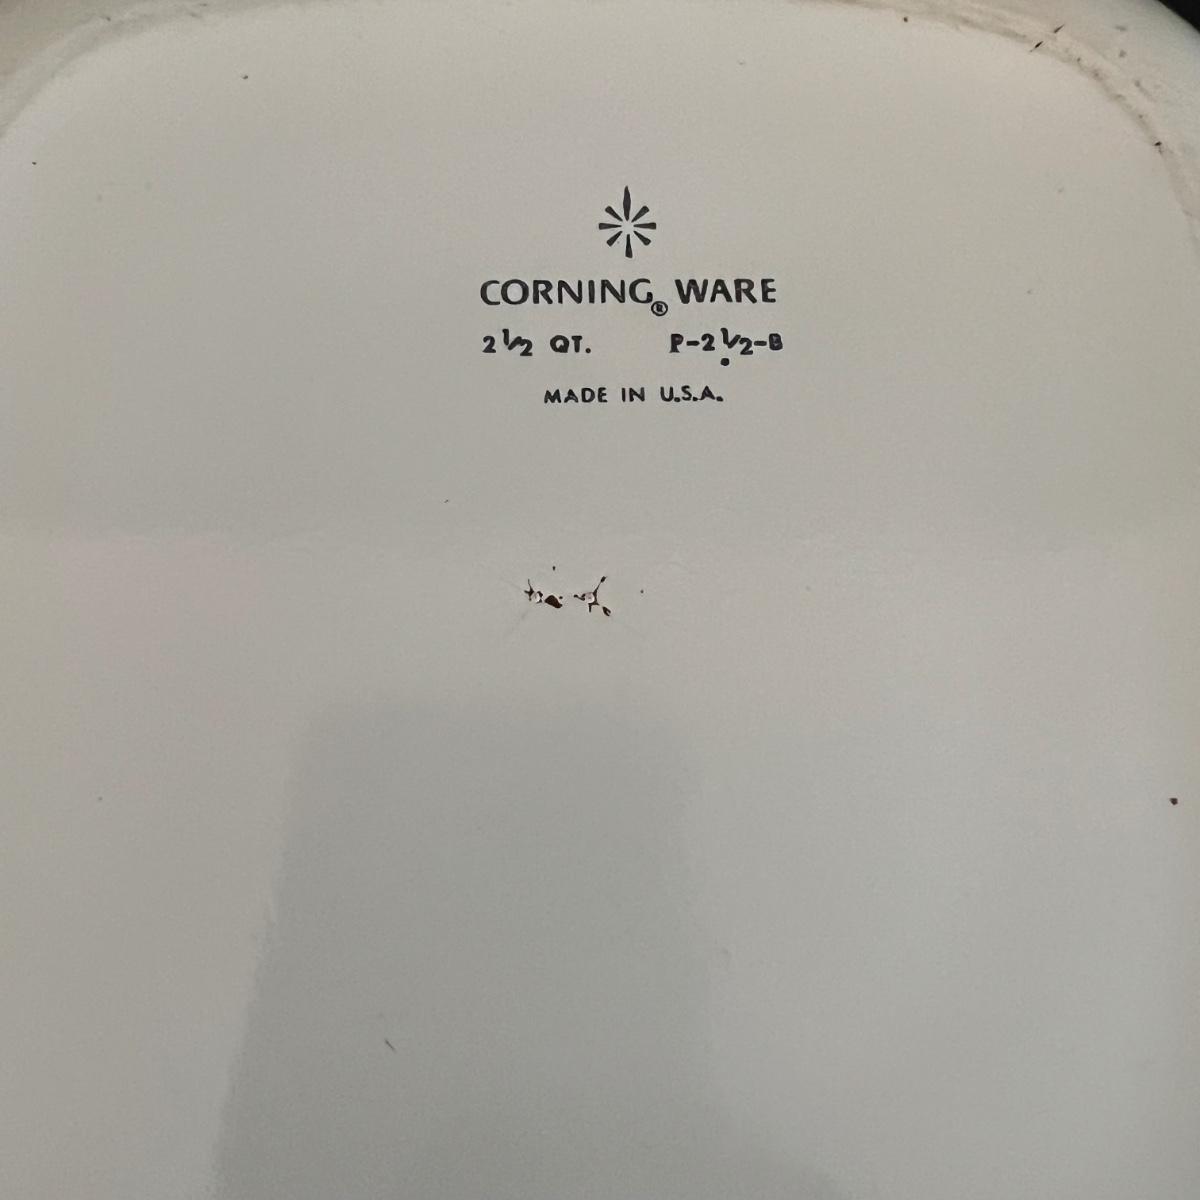 CORNING® WARE
2½ QT. P-2½-B
MADE IN U.S.A.